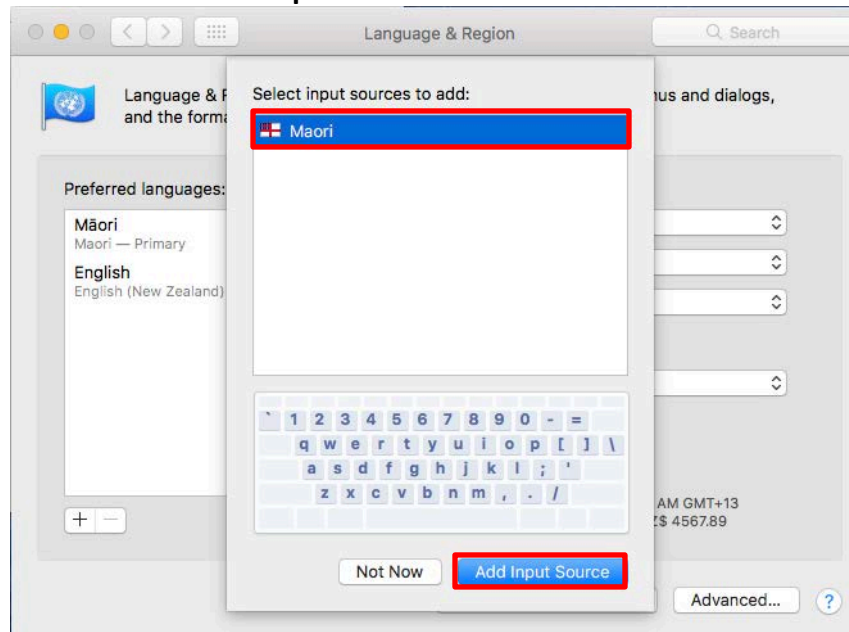 Language & Region
Search
Language & 
and the forma
us and dialogs,
Select input sources to add:
Maori
Preferred languages:
Māori
Maori — Primary
English
English (New Zealand)
` 1 2 3 4 5 6 7 8 9 0 - =
q w e r t y u i o p [ ] \
a s d f g h j k l ; '
z x c v b n m , . /
+ −
AM GMT+13
$ 4567.89
Not Now
Add Input Source
Advanced...
?